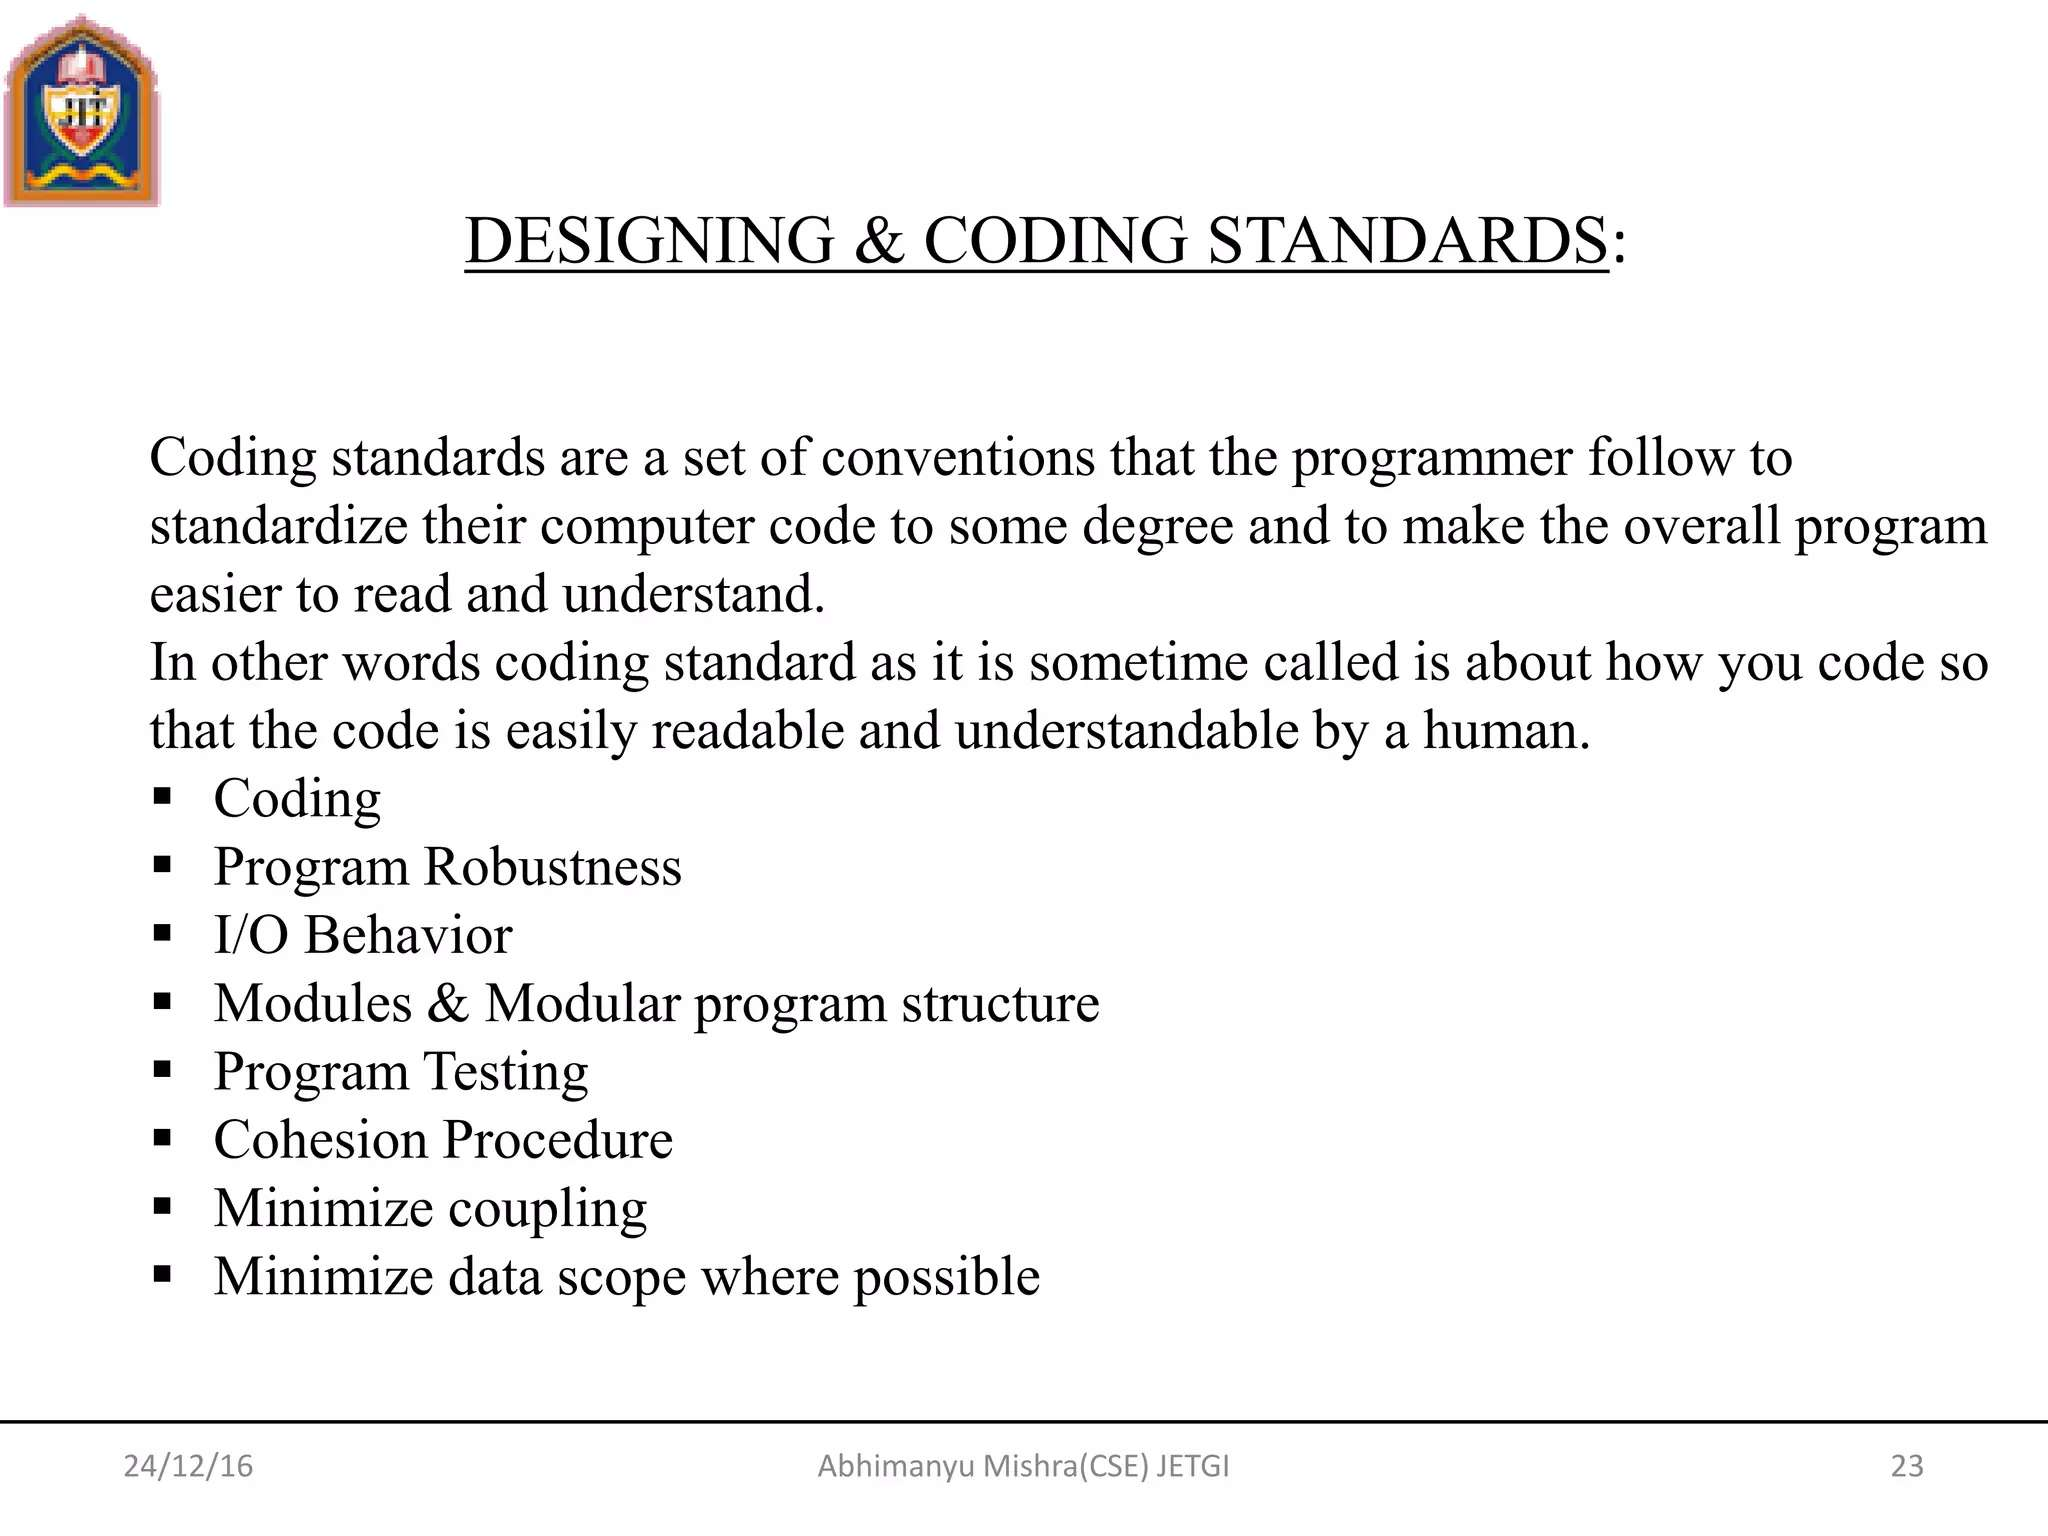 JIT
DESIGNING & CODING STANDARDS:
Coding standards are a set of conventions that the programmer follow to
standardize their computer code to some degree and to make the overall program
easier to read and understand.
In other words coding standard as it is sometime called is about how you code so
that the code is easily readable and understandable by a human.
▪ Coding
▪ Program Robustness
▪ I/O Behavior
▪ Modules & Modular program structure
▪ Program Testing
▪ Cohesion Procedure
▪ Minimize coupling
▪ Minimize data scope where possible
24/12/16
Abhimanyu Mishra(CSE) JETGI
23